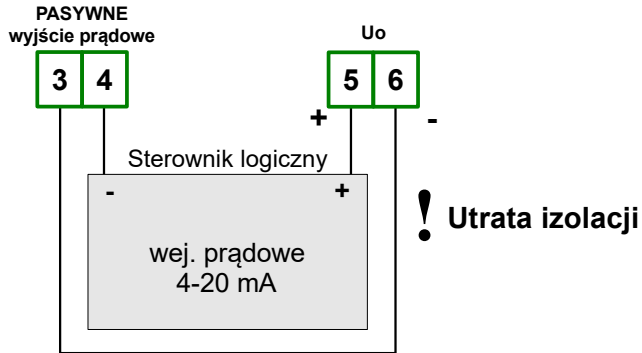 PASYWNE
wyjście prądowe
Uo
3 4
5 6
+ -
Sterownik logiczny
- +
! Utrata izolacji
wej. prądowe
4-20 mA